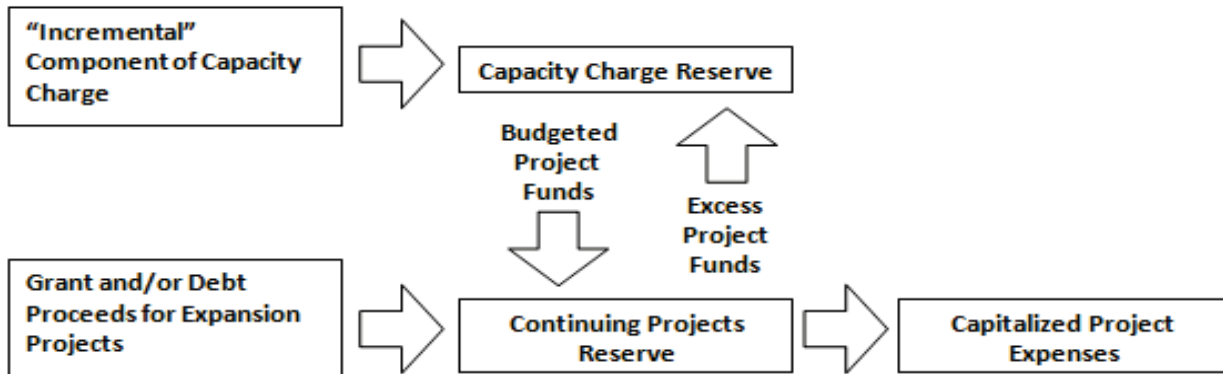 “Incremental”
Component of Capacity
Charge
Capacity Charge Reserve
Budgeted
Project
Funds
Excess
Project
Funds
Grant and/or Debt
Proceeds for Expansion
Projects
Continuing Projects
Reserve
Capitalized Project
Expenses